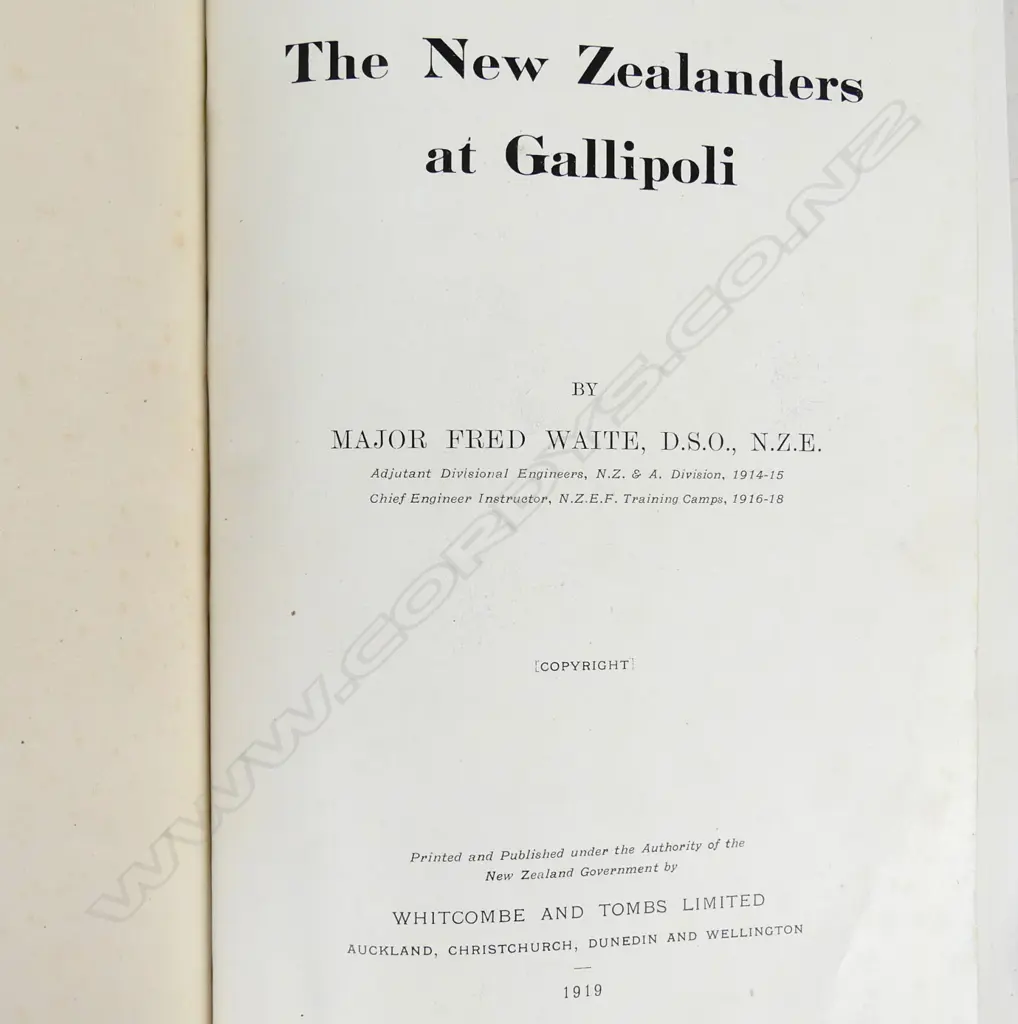 The New Zealanders
at Gallipoli
BY
MAJOR FRED WAITE, D.S.O., N.Z.E.
Adjutant Divisional Engineers, N.Z. & A. Division, 1914-15
Chief Engineer Instructor, N.Z.E.F. Training Camps, 1916-18
[COPYRIGHT]
Printed and Published under the Authority of the
New Zealand Government by
WHITCOMBE AND TOMBS LIMITED
AUCKLAND, CHRISTCHURCH, DUNEDIN AND WELLINGTON
1919
WWW.CORDYS.CO.NZ